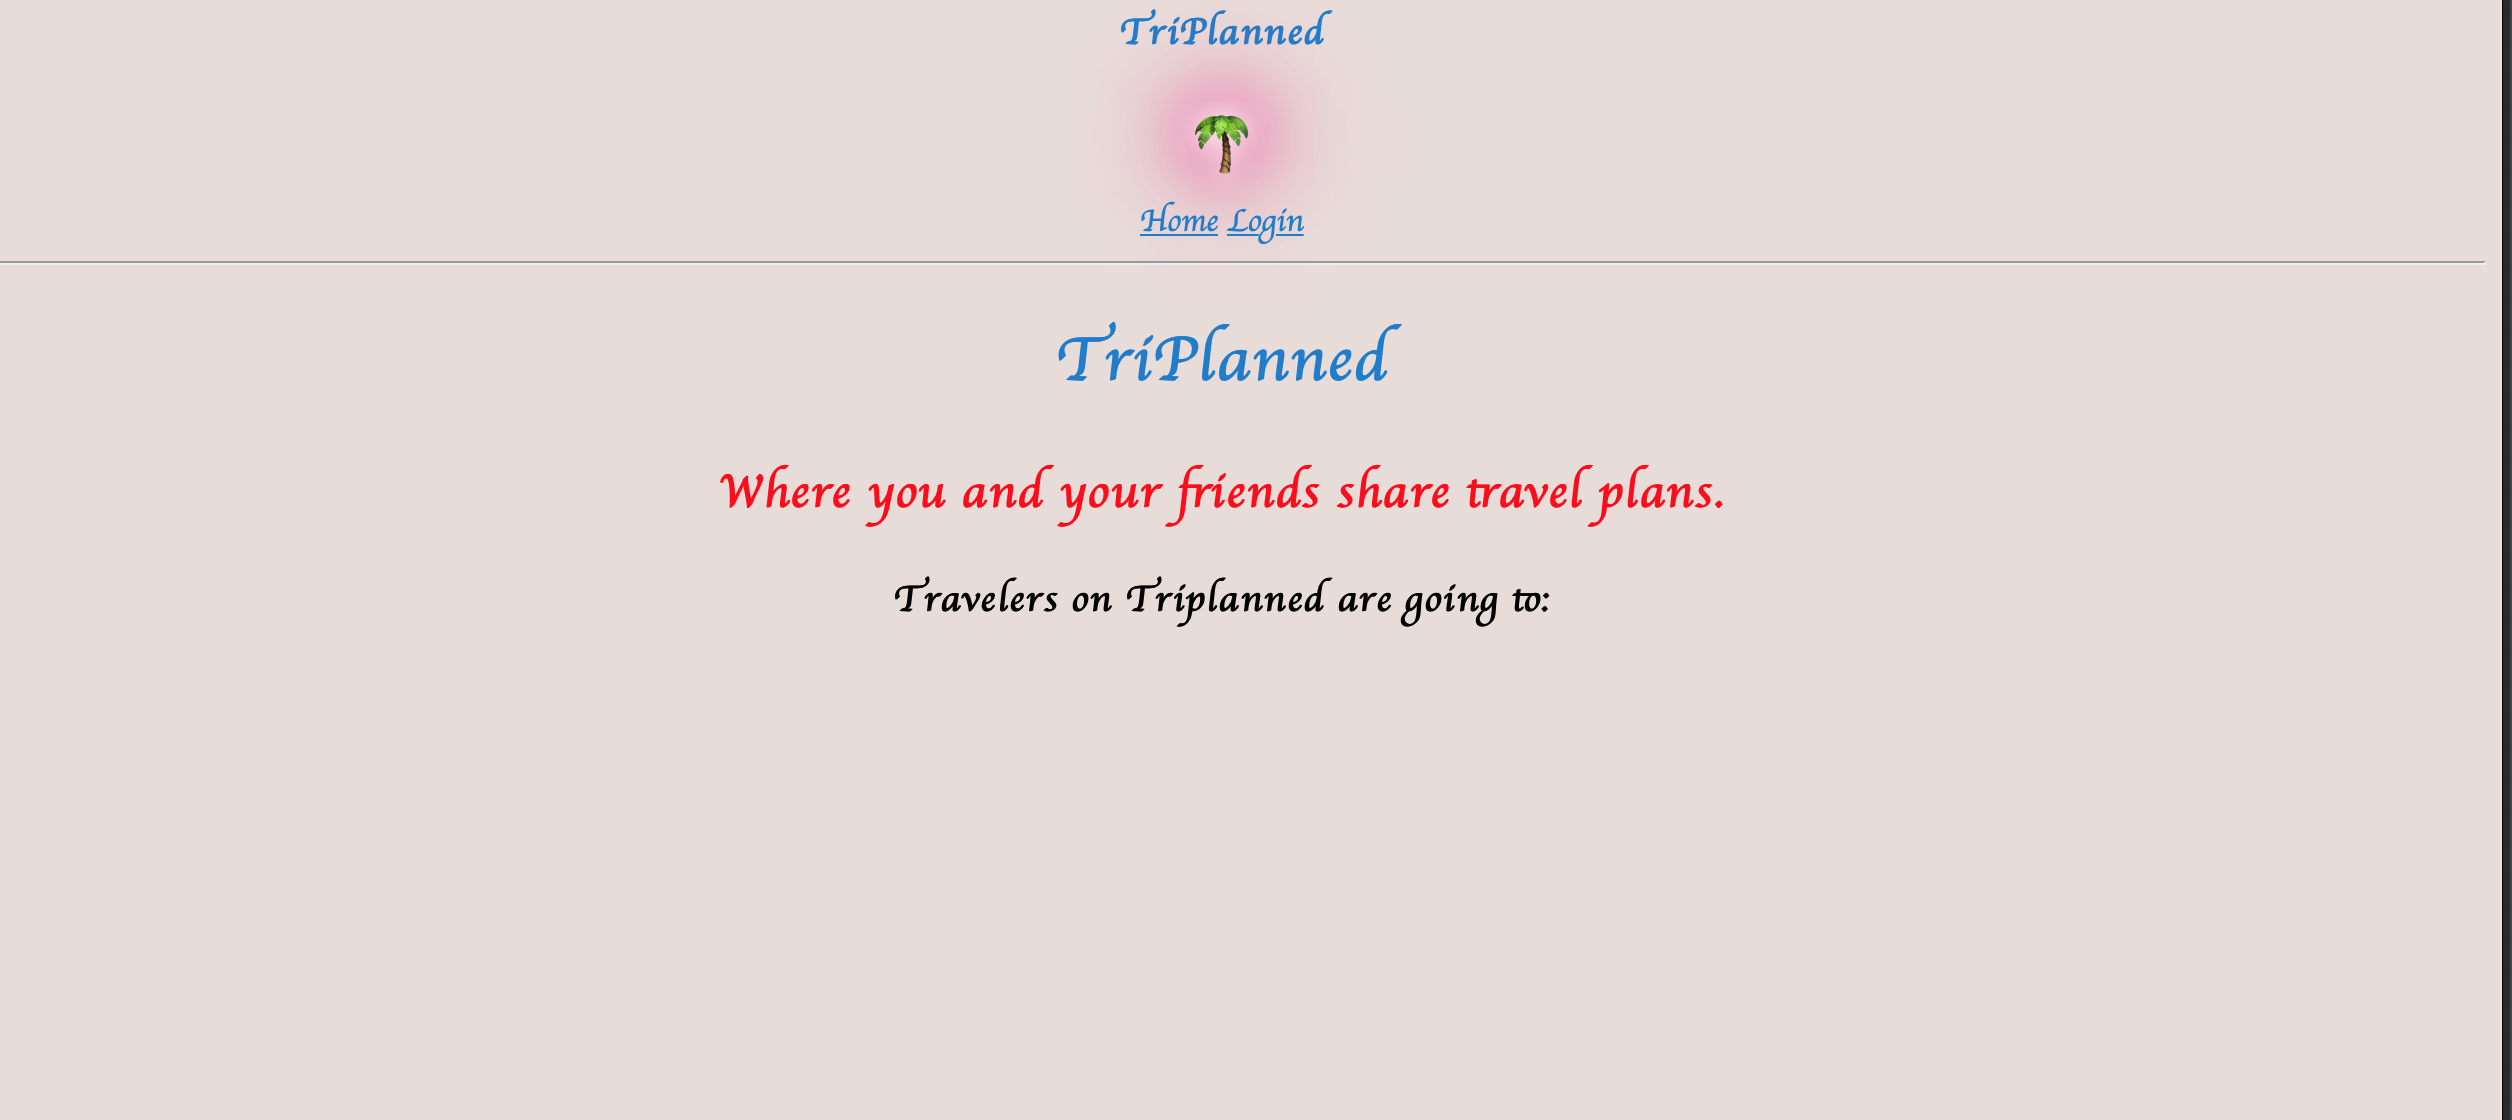 TriPlanned
Home Login
TriPlanned
Where you and your friends share travel plans.
Travelers on Triplanned are going to: